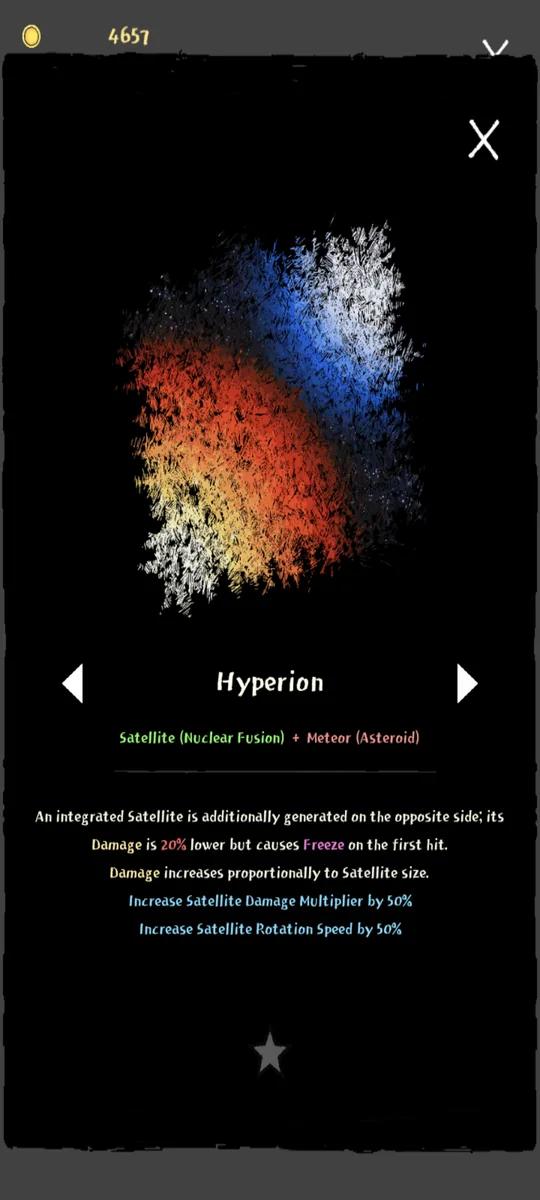 4657
X
Hyperion
Satellite (Nuclear Fusion) + Meteor (Asteroid)
An integrated Satellite is additionally generated on the opposite side; its
Damage is 20% lower but causes Freeze on the first hit.
Damage increases proportionally to Satellite size.
Increase Satellite Damage Multiplier by 50%
Increase Satellite Rotation Speed by 50%